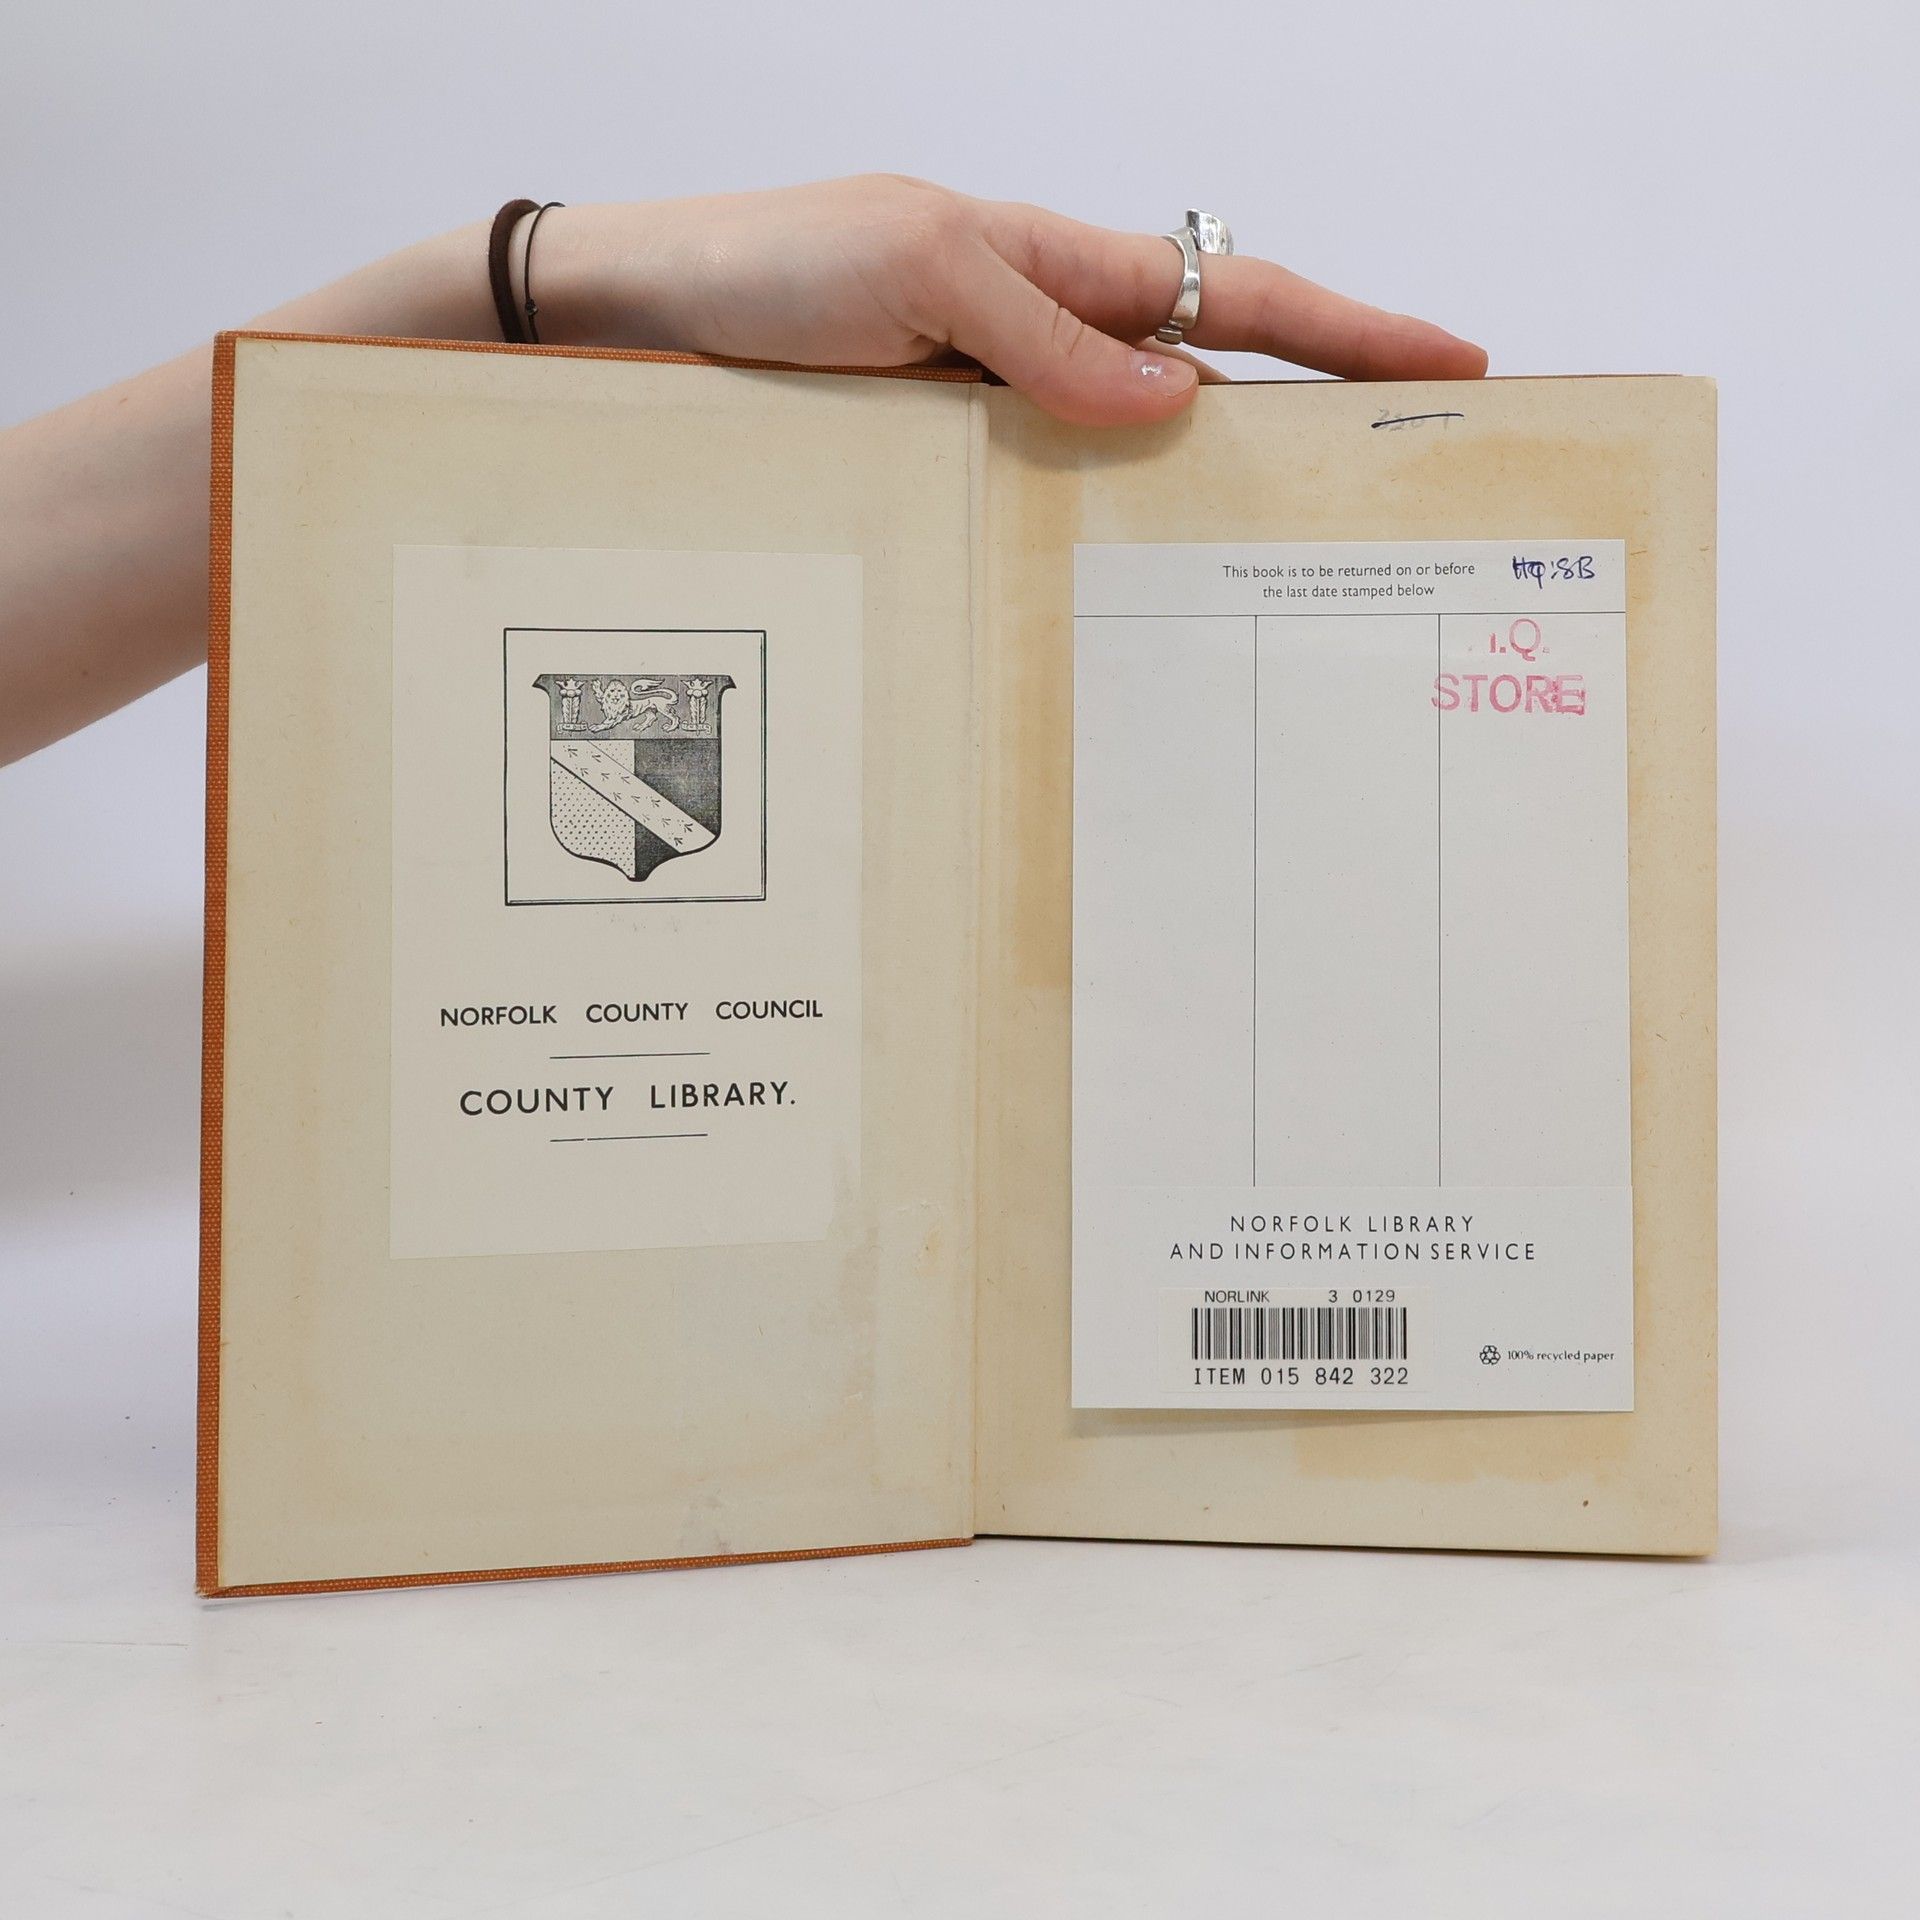 NORFOLK COUNTY COUNCIL
COUNTY LIBRARY.
This book is to be returned on or before
the last date stamped below
STORE
NORFOLK LIBRARY
AND INFORMATION SERVICE
NORLINK 3 0129
ITEM 015 842 322
100% recycled paper